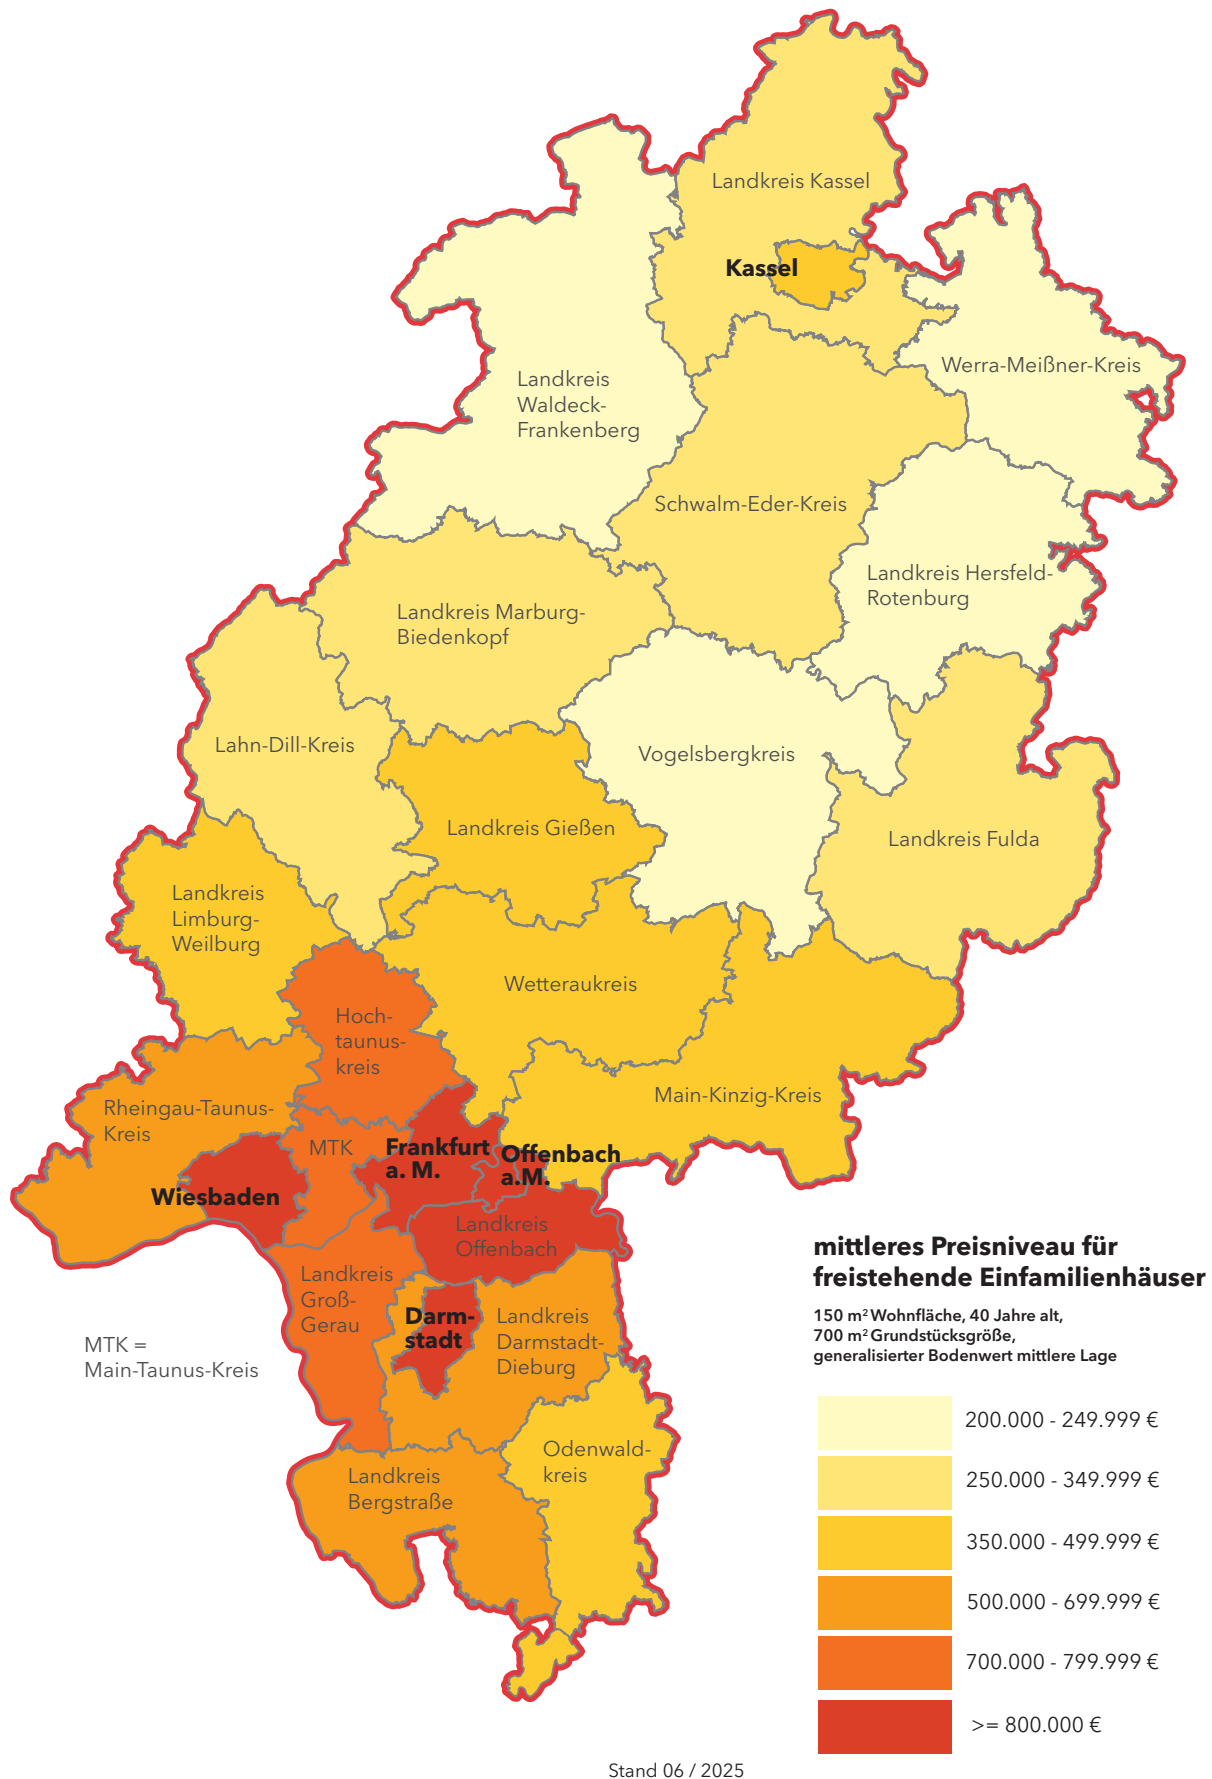 Landkreis Kassel
Kassel
Werra-Meißner-Kreis
Landkreis
Waldeck-
Frankenberg
Schwalm-Eder-Kreis
Landkreis Hersfeld-
Rotenburg
Landkreis Marburg-
Biedenkopf
Lahn-Dill-Kreis
Vogelsbergkreis
Landkreis Gießen
Landkreis Fulda
Landkreis
Limburg-
Weilburg
Wetteraukreis
Hoch-
taunus-
kreis
Main-Kinzig-Kreis
Rheingau-Taunus-
Kreis
MTK
Frankfurt
a. M.
Offenbach
a.M.
Wiesbaden
Landkreis
Offenbach
Landkreis
Groß-
Gerau
Darm-
stadt
Landkreis
Darmstadt-
Dieburg
MTK =
Main-Taunus-Kreis
Odenwald-
kreis
Landkreis
Bergstraße
mittleres Preisniveau für
freistehende Einfamilienhäuser
150 m² Wohnfläche, 40 Jahre alt,
700 m² Grundstücksgröße,
generalisierter Bodenwert mittlere Lage
200.000 - 249.999 €
250.000 - 349.999 €
350.000 - 499.999 €
500.000 - 699.999 €
700.000 - 799.999 €
>= 800.000 €
Stand 06 / 2025